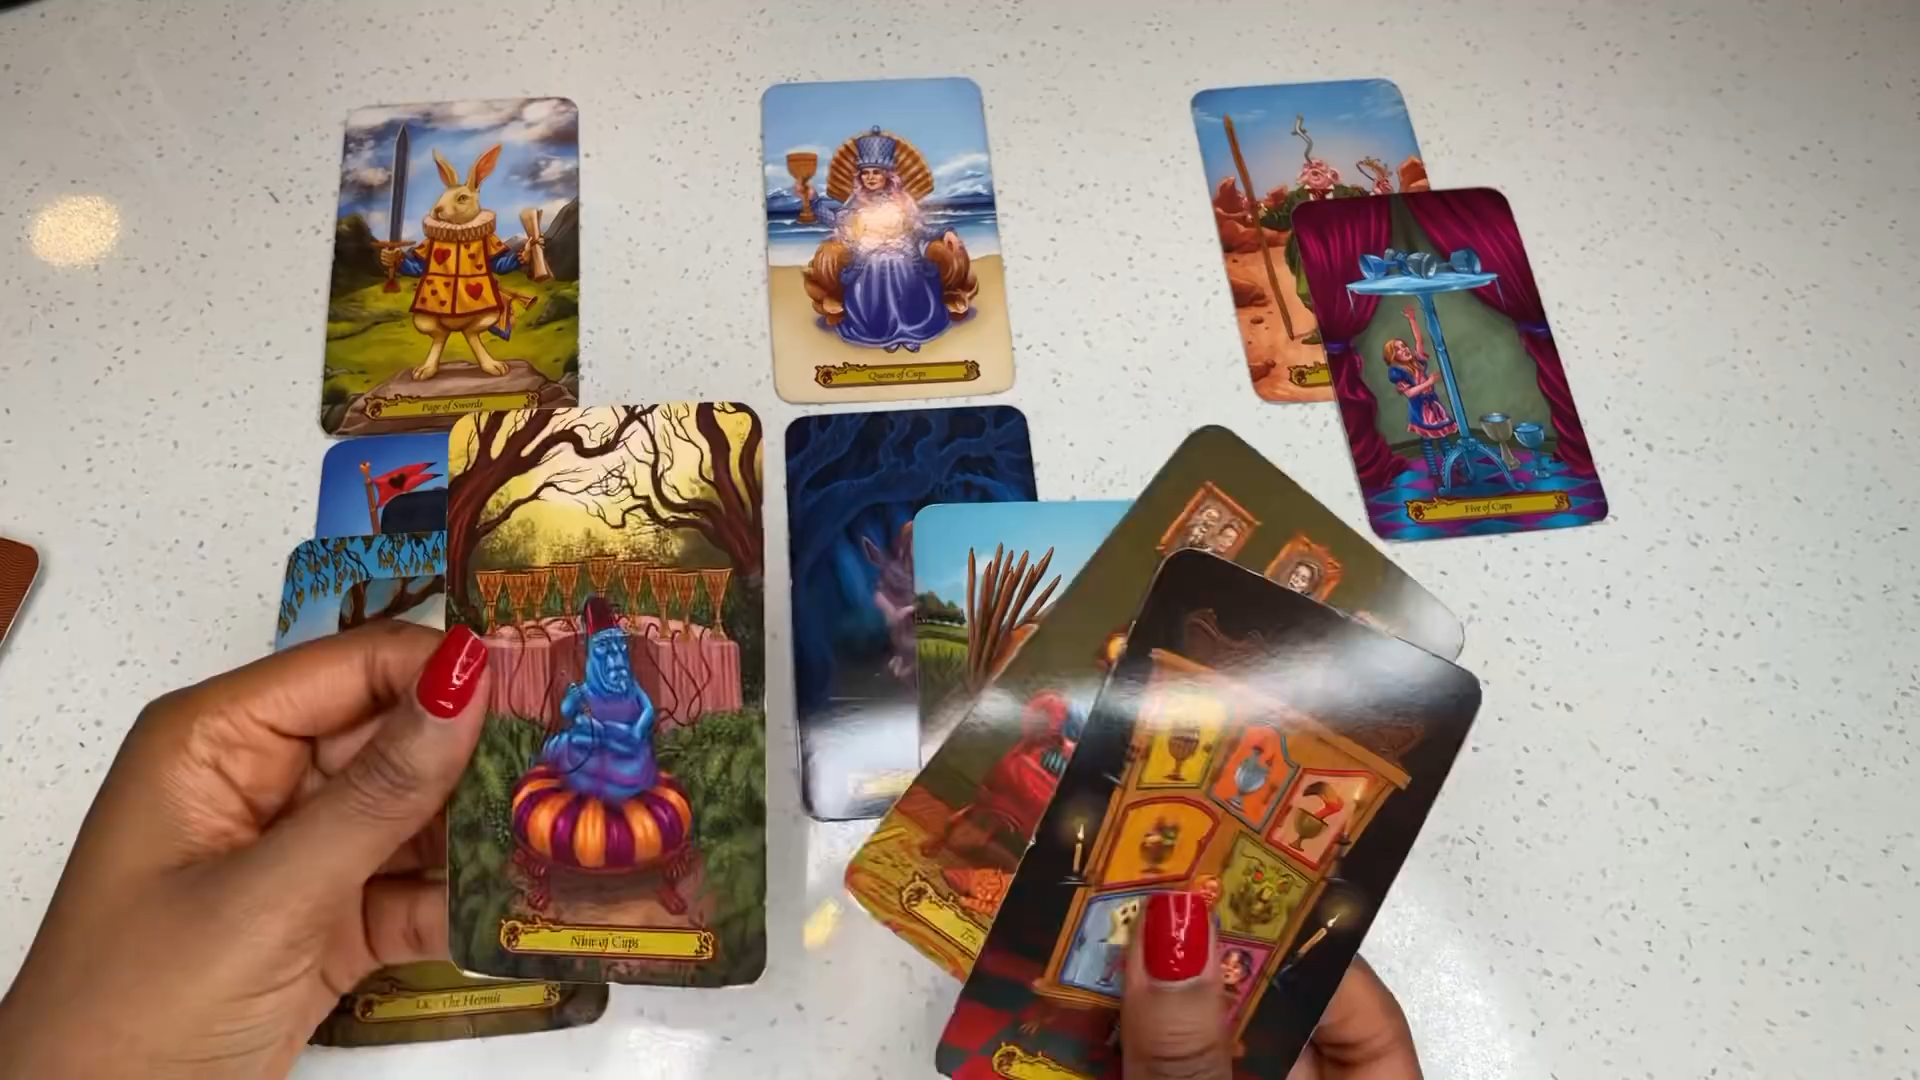 Page of Swords
Queen of Cups
Five of Cups
Nine of Cups
IX - The Hermit